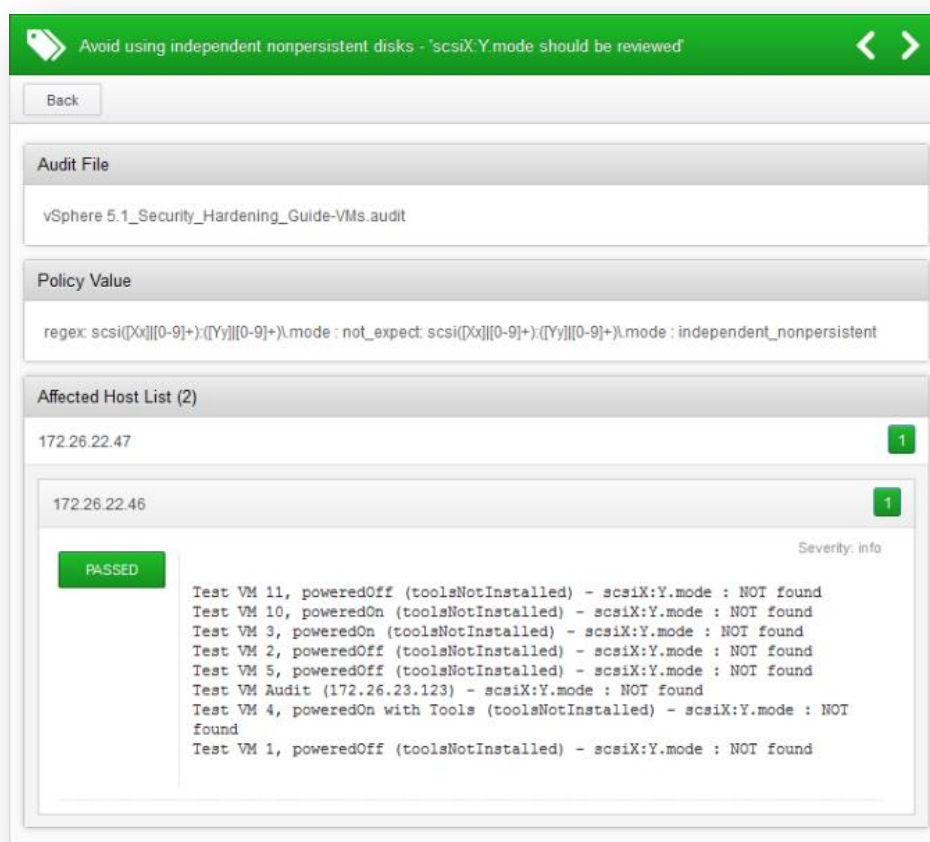 Avoid using independent nonpersistent disks - 'scsiX:Y.mode should be reviewed'
Back
Audit File
vSphere 5.1_Security_Hardening_Guide-VMs.audit
Policy Value
regex: scsi([Xx]|[0-9]+):([Yy]|[0-9]+)\.mode : not_expect: scsi([Xx]|[0-9]+):([Yy]|[0-9]+)\.mode : independent_nonpersistent
Affected Host List (2)
172.26.22.47 1
172.26.22.46 1
Severity: info
PASSED
Test VM 11, poweredOff (toolsNotInstalled) - scsiX:Y.mode : NOT found
Test VM 10, poweredOn (toolsNotInstalled) - scsiX:Y.mode : NOT found
Test VM 3, poweredOn (toolsNotInstalled) - scsiX:Y.mode : NOT found
Test VM 2, poweredOff (toolsNotInstalled) - scsiX:Y.mode : NOT found
Test VM 5, poweredOff (toolsNotInstalled) - scsiX:Y.mode : NOT found
Test VM Audit (172.26.23.123) - scsiX:Y.mode : NOT found
Test VM 4, poweredOn with Tools (toolsNotInstalled) - scsiX:Y.mode : NOT
found
Test VM 1, poweredOff (toolsNotInstalled) - scsiX:Y.mode : NOT found